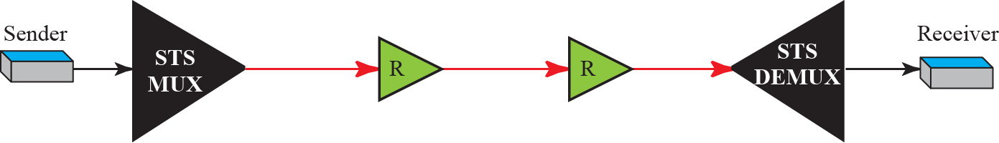 Sender
STS
MUX
R
R
STS
DEMUX
Receiver